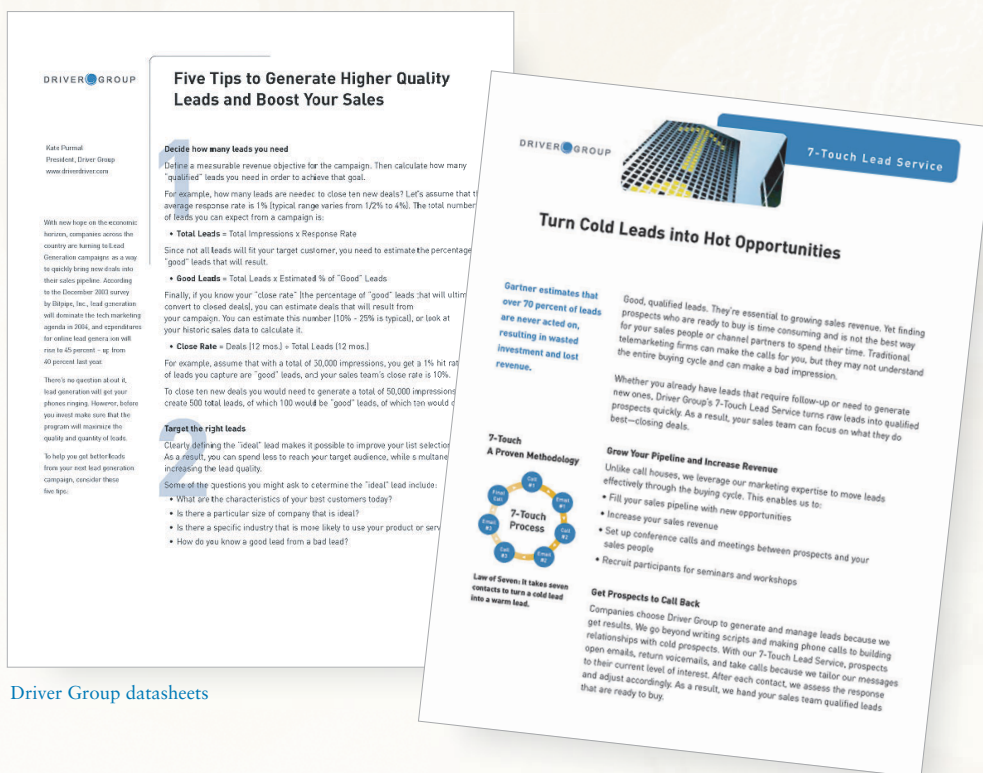 DRIVER GROUP
Five Tips to Generate Higher Quality
Leads and Boost Your Sales
Kate Purmal
President, Driver Group
www.driverdriver.com
With new hope on the economic
horizon, companies across the
country are turning to Lead
Generation campaigns as a way
to quickly bring new deals into
their sales pipeline. According
to the December 2003 survey
by Bitpipe, Inc., lead generation
will dominate the tech marketing
agenda in 2004, and expenditures
for online lead genera ion will
rise to 45 percent – up from
40 percent last year.
There's no question about it,
lead generation will get your
phones ringing. However, before
you invest make sure that the
program will maximize the
quality and quantity of leads.
To help you get better leads
from your next lead generation
campaign, consider these
five tips.
1
Decide how many leads you need
Define a measurable revenue objective for the campaign. Then calculate how many
"qualified" leads you need in order to achieve that goal.
For example, how many leads are needed to close ten new deals? Let's assume that t
average response rate is 1% (typical range varies from 1/2% to 4%). The total number
of leads you can expect from a campaign is:
• Total Leads = Total Impressions x Response Rate
Since not all leads will fit your target customer, you need to estimate the percentage
"good" leads that will result.
• Good Leads = Total Leads x Estimated % of "Good" Leads
Finally, if you know your "close rate" (the percentage of "good" leads that will ultim
convert to closed deals), you can estimate deals that will result from
your campaign. You can estimate this number (10% - 25% is typical), or look at
your historic sales data to calculate it.
• Close Rate = Deals (12 mos.) ÷ Total Leads (12 mos.)
For example, assume that with a total of 30,000 impressions, you get a 1% hit rat
of leads you capture are "good" leads, and your sales team's close rate is 10%.
To close ten new deals you would need to generate a total of 50,000 impressions
create 500 total leads, of which 100 would be "good" leads, of which ten would c
2
Target the right leads
Clearly defining the "ideal" lead makes it possible to improve your list selection
As a result, you can spend less to reach your target audience, while s multane
increasing the lead quality.
Some of the questions you might ask to determine the "ideal" lead include:
• What are the characteristics of your best customers today?
• Is there a particular size of company that is ideal?
• Is there a specific industry that is more likely to use your product or serv
• How do you know a good lead from a bad lead?
DRIVER GROUP
7-Touch Lead Service
Turn Cold Leads into Hot Opportunities
Gartner estimates that
over 70 percent of leads
are never acted on,
resulting in wasted
investment and lost
revenue.
Good, qualified leads. They're essential to growing sales revenue. Yet finding
prospects who are ready to buy is time consuming and is not the best way
for your sales people or channel partners to spend their time. Traditional
telemarketing firms can make the calls for you, but they may not understand
the entire buying cycle and can make a bad impression.
Whether you already have leads that require follow-up or need to generate
new ones, Driver Group's 7-Touch Lead Service turns raw leads into qualified
prospects quickly. As a result, your sales team can focus on what they do
best—closing deals.
7-Touch
A Proven Methodology
7-Touch
Process
Call
#1
Email
#1
Call
#2
Email
#2
Call
#3
Email
#3
Final
Call
Law of Seven: It takes seven
contacts to turn a cold lead
into a warm lead.
Grow Your Pipeline and Increase Revenue
Unlike call houses, we leverage our marketing expertise to move leads
effectively through the buying cycle. This enables us to:
• Fill your sales pipeline with new opportunities
• Increase your sales revenue
• Set up conference calls and meetings between prospects and your
sales people
• Recruit participants for seminars and workshops
Get Prospects to Call Back
Companies choose Driver Group to generate and manage leads because we
get results. We go beyond writing scripts and making phone calls to building
relationships with cold prospects. With our 7-Touch Lead Service, prospects
open emails, return voicemails, and take calls because we tailor our messages
to their current level of interest. After each contact, we assess the response
and adjust accordingly. As a result, we hand your sales team qualified leads
that are ready to buy.
Driver Group datasheets